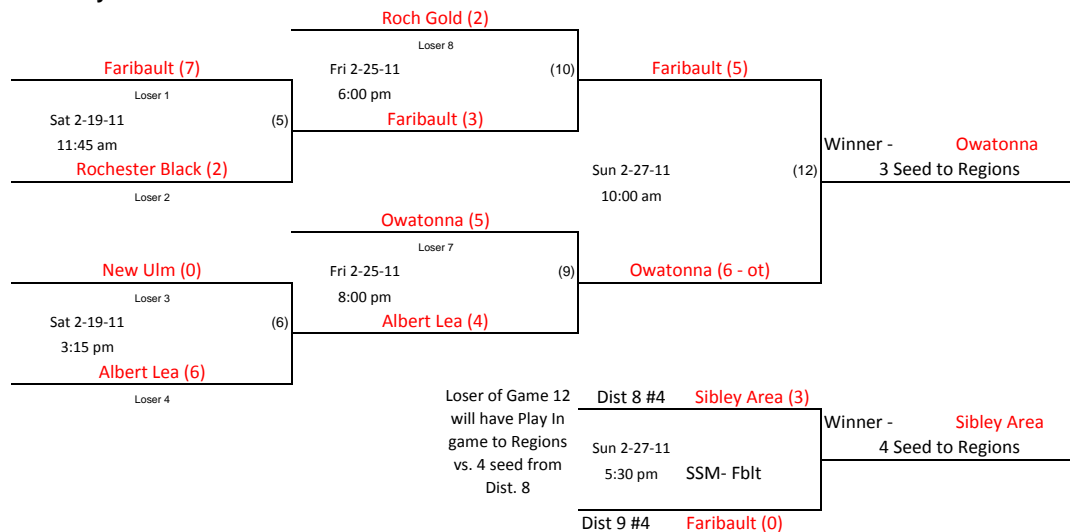 Roch Gold (2)
Loser 8
Faribault (7)
Fri 2-25-11
(10)
Faribault (5)
Loser 1
6:00 pm
Sat 2-19-11
(5)
Faribault (3)
11:45 am
Winner -
Owatonna
Rochester Black (2)
Sun 2-27-11
(12)
3 Seed to Regions
Loser 2
10:00 am
Owatonna (5)
Loser 7
New Ulm (0)
Fri 2-25-11
(9)
Owatonna (6 - ot)
Loser 3
8:00 pm
Sat 2-19-11
(6)
Albert Lea (4)
3:15 pm
Albert Lea (6)
Loser 4
Loser of Game 12
will have Play In
game to Regions
vs. 4 seed from
Dist. 8
Dist 8 #4
Sibley Area (3)
Winner -
Sibley Area
Sun 2-27-11
4 Seed to Regions
5:30 pm
SSM- Fblt
Dist 9 #4
Faribault (0)